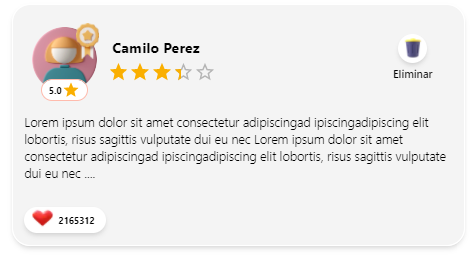 Camilo Perez
5.0
Eliminar
Lorem ipsum dolor sit amet consectetur adipiscingad ipiscingadipiscing elit
lobortis, risus sagittis vulputate dui eu nec Lorem ipsum dolor sit amet
consectetur adipiscingad ipiscingadipiscing elit lobortis, risus sagittis vulputate
dui eu nec ....
2165312